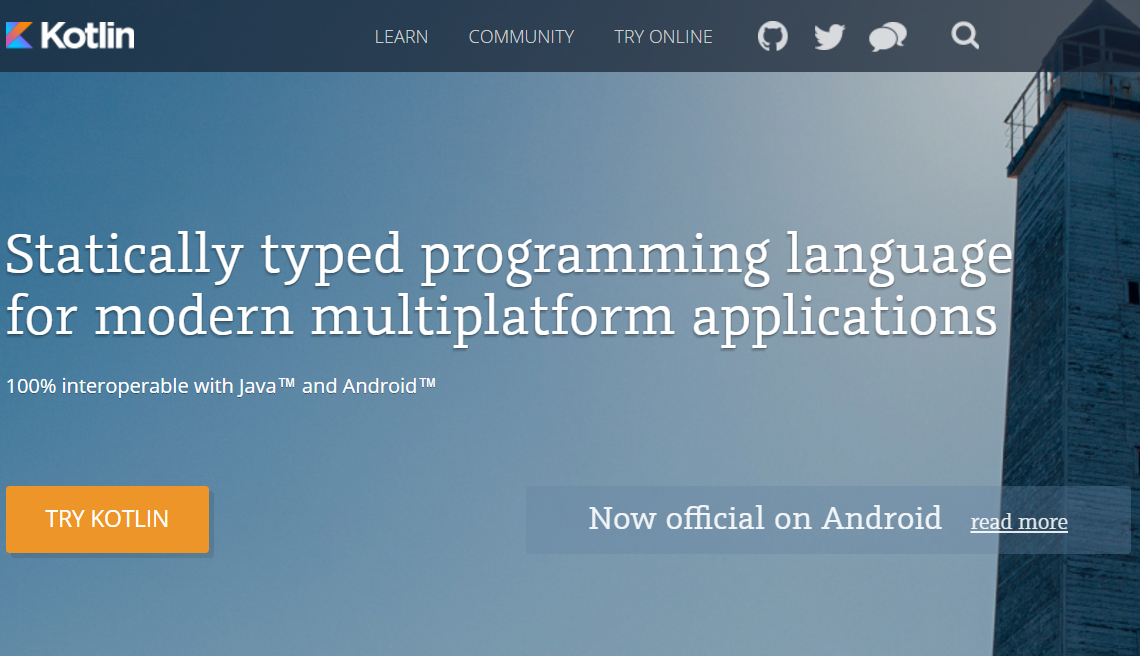 Kotlin
LEARN
COMMUNITY
TRY ONLINE
Statically typed programming language
for modern multiplatform applications
100% interoperable with Java™ and Android™
TRY KOTLIN
Now official on Android
read more